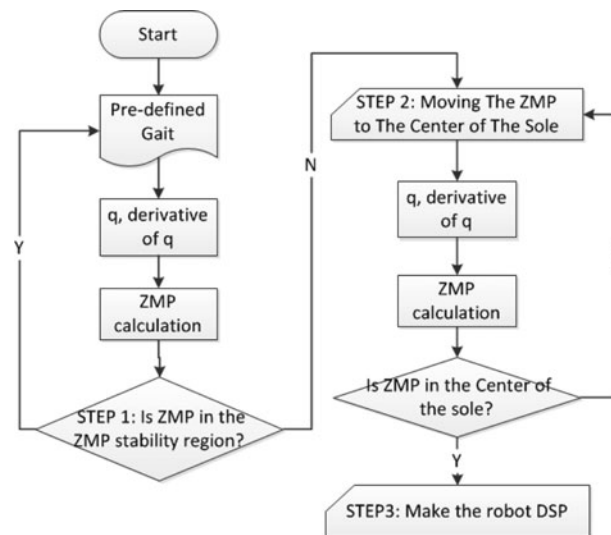 Start
Pre-defined
Gait
q, derivative
of q
ZMP
calculation
STEP 1: Is ZMP in the
ZMP stability region?
Y
N
STEP 2: Moving The ZMP
to The Center of The Sole
q, derivative
of q
ZMP
calculation
Is ZMP in the Center of
the sole?
Y
STEP3: Make the robot DSP